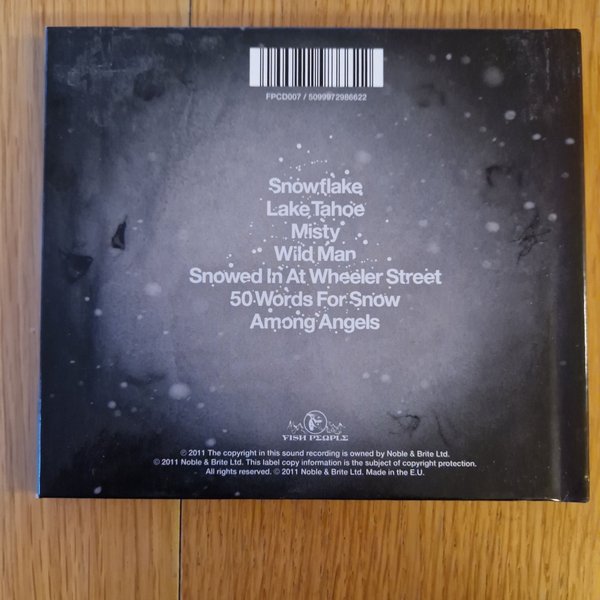 FPCD007 / 5099972986622
Snowflake
Lake Tahoe
Misty
Wild Man
Snowed In At Wheeler Street
50 Words For Snow
Among Angels
FISH PEOPLE
℗ 2011 The copyright in this sound recording is owned by Noble & Brite Ltd.
© 2011 Noble & Brite Ltd. This label copy information is the subject of copyright protection.
All rights reserved. © 2011 Noble & Brite Ltd. Made in the E.U.